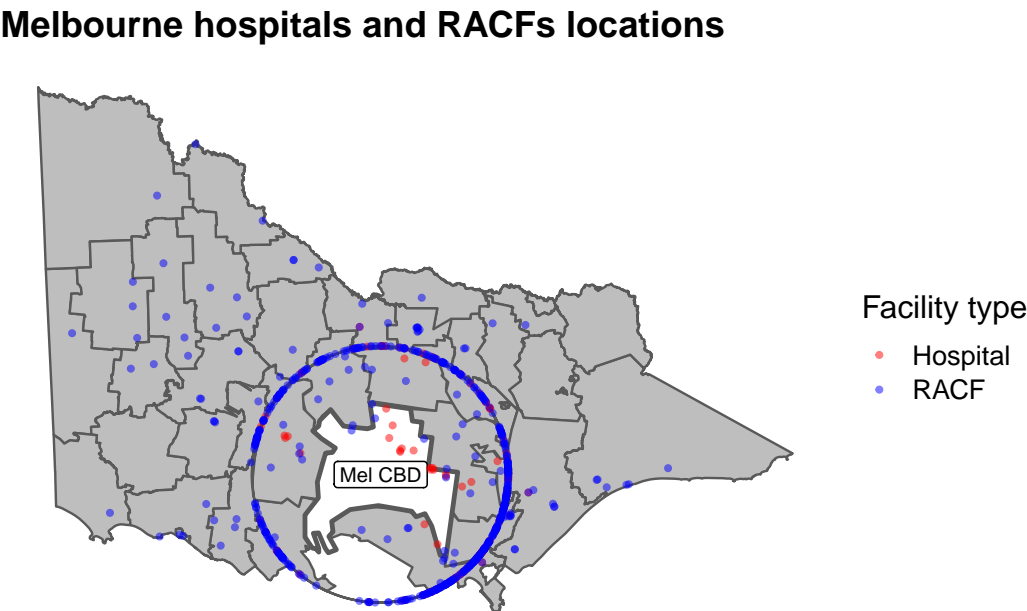 Melbourne hospitals and RACFs locations
Mel CBD
Facility type
Hospital
RACF